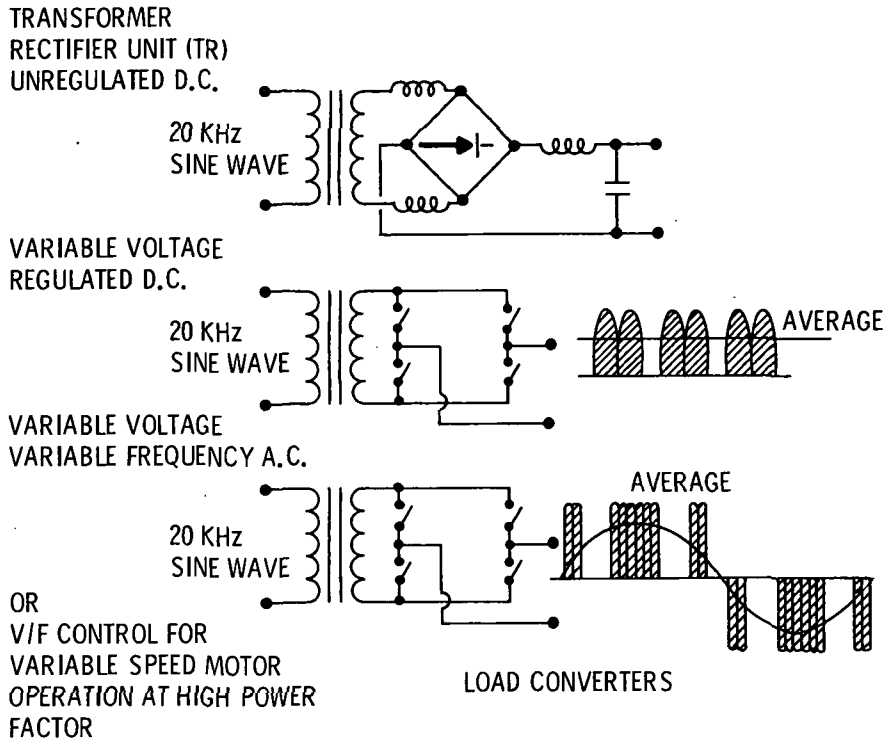 TRANSFORMER
RECTIFIER UNIT (TR)
UNREGULATED D.C.
20 KHz
SINE WAVE
VARIABLE VOLTAGE
REGULATED D.C.
20 KHz
SINE WAVE
AVERAGE
VARIABLE VOLTAGE
VARIABLE FREQUENCY A.C.
20 KHz
SINE WAVE
AVERAGE
OR
V/F CONTROL FOR
VARIABLE SPEED MOTOR
OPERATION AT HIGH POWER
FACTOR
LOAD CONVERTERS